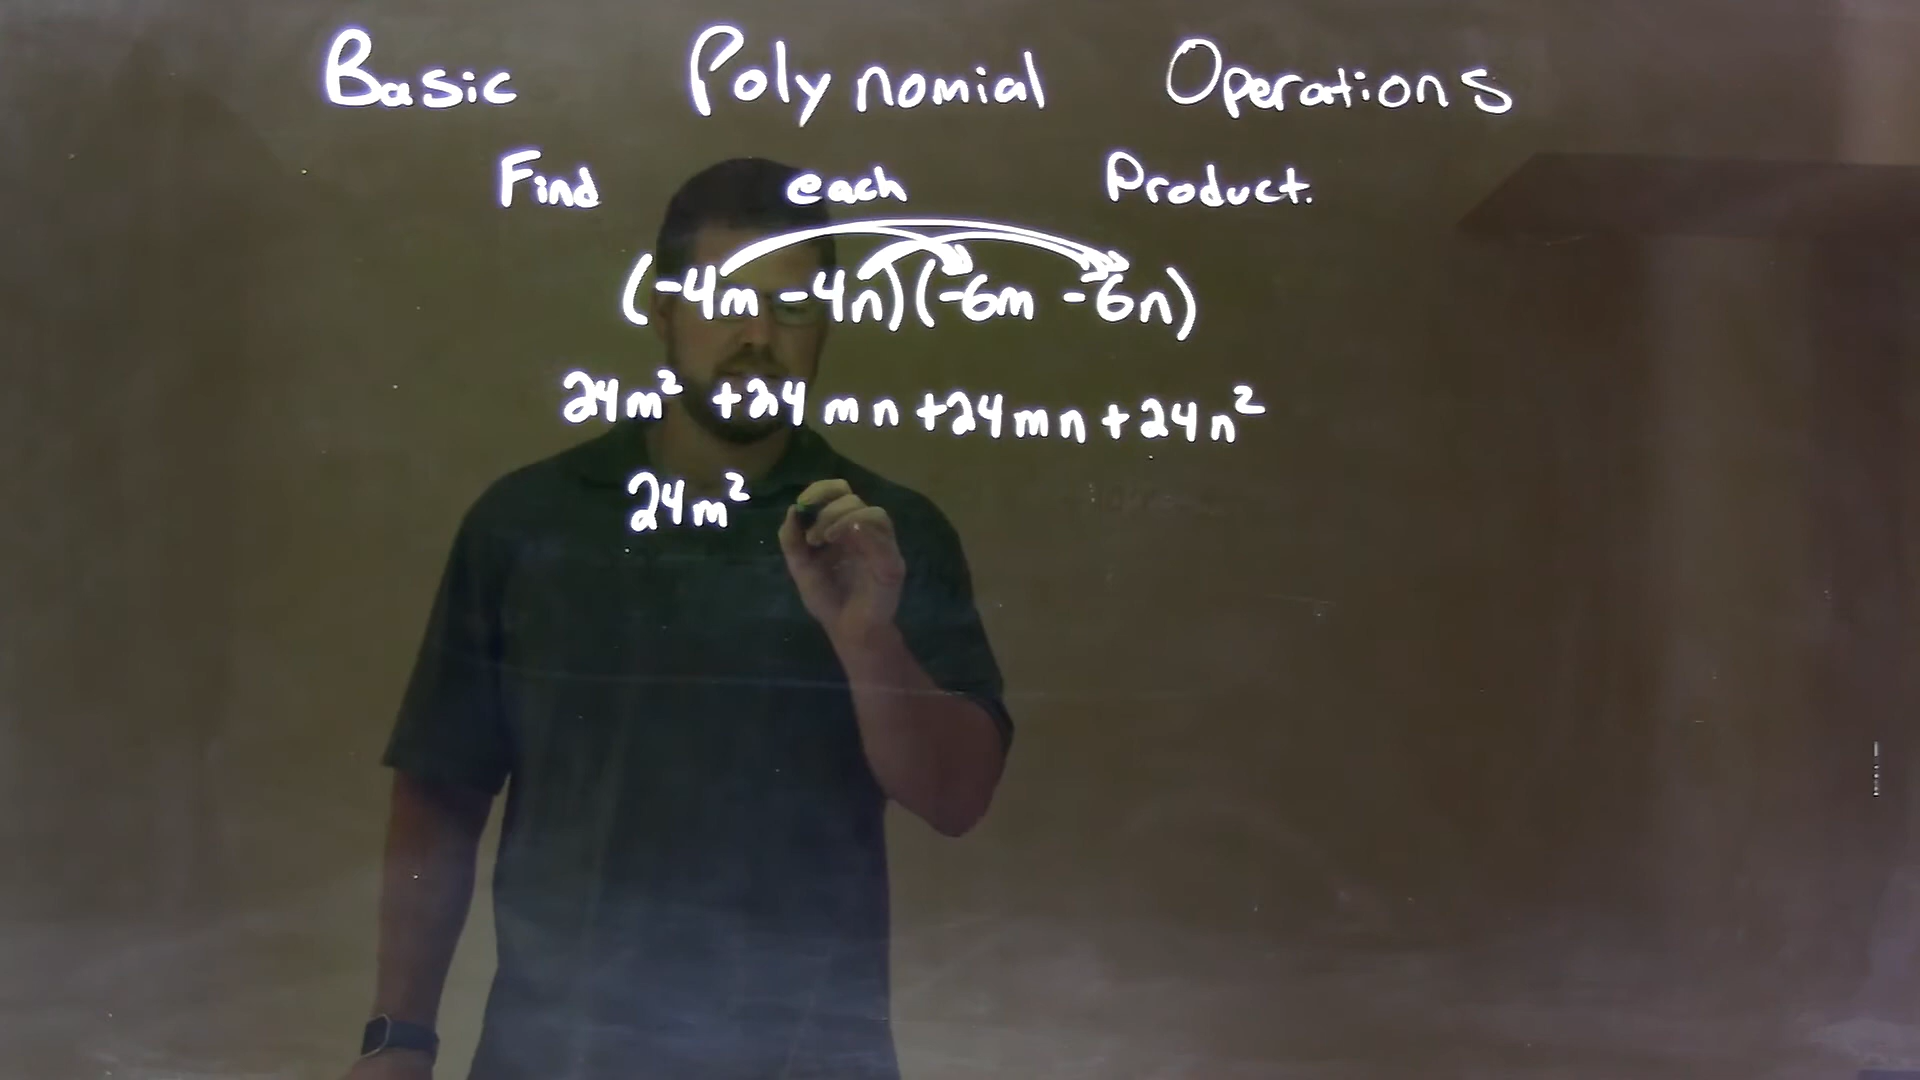 Basic Polynomial Operations
Find each Product.
(-4m -4n)(-6m -6n)
24m² +24mn +24mn +24n²
24m²